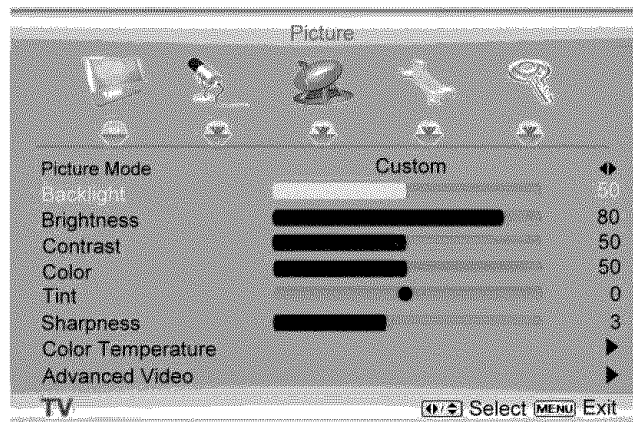 Picture
Picture Mode Custom
Backlight 50
Brightness 80
Contrast 50
Color 50
Tint 0
Sharpness 3
Color Temperature
Advanced Video
TV Select MENU Exit